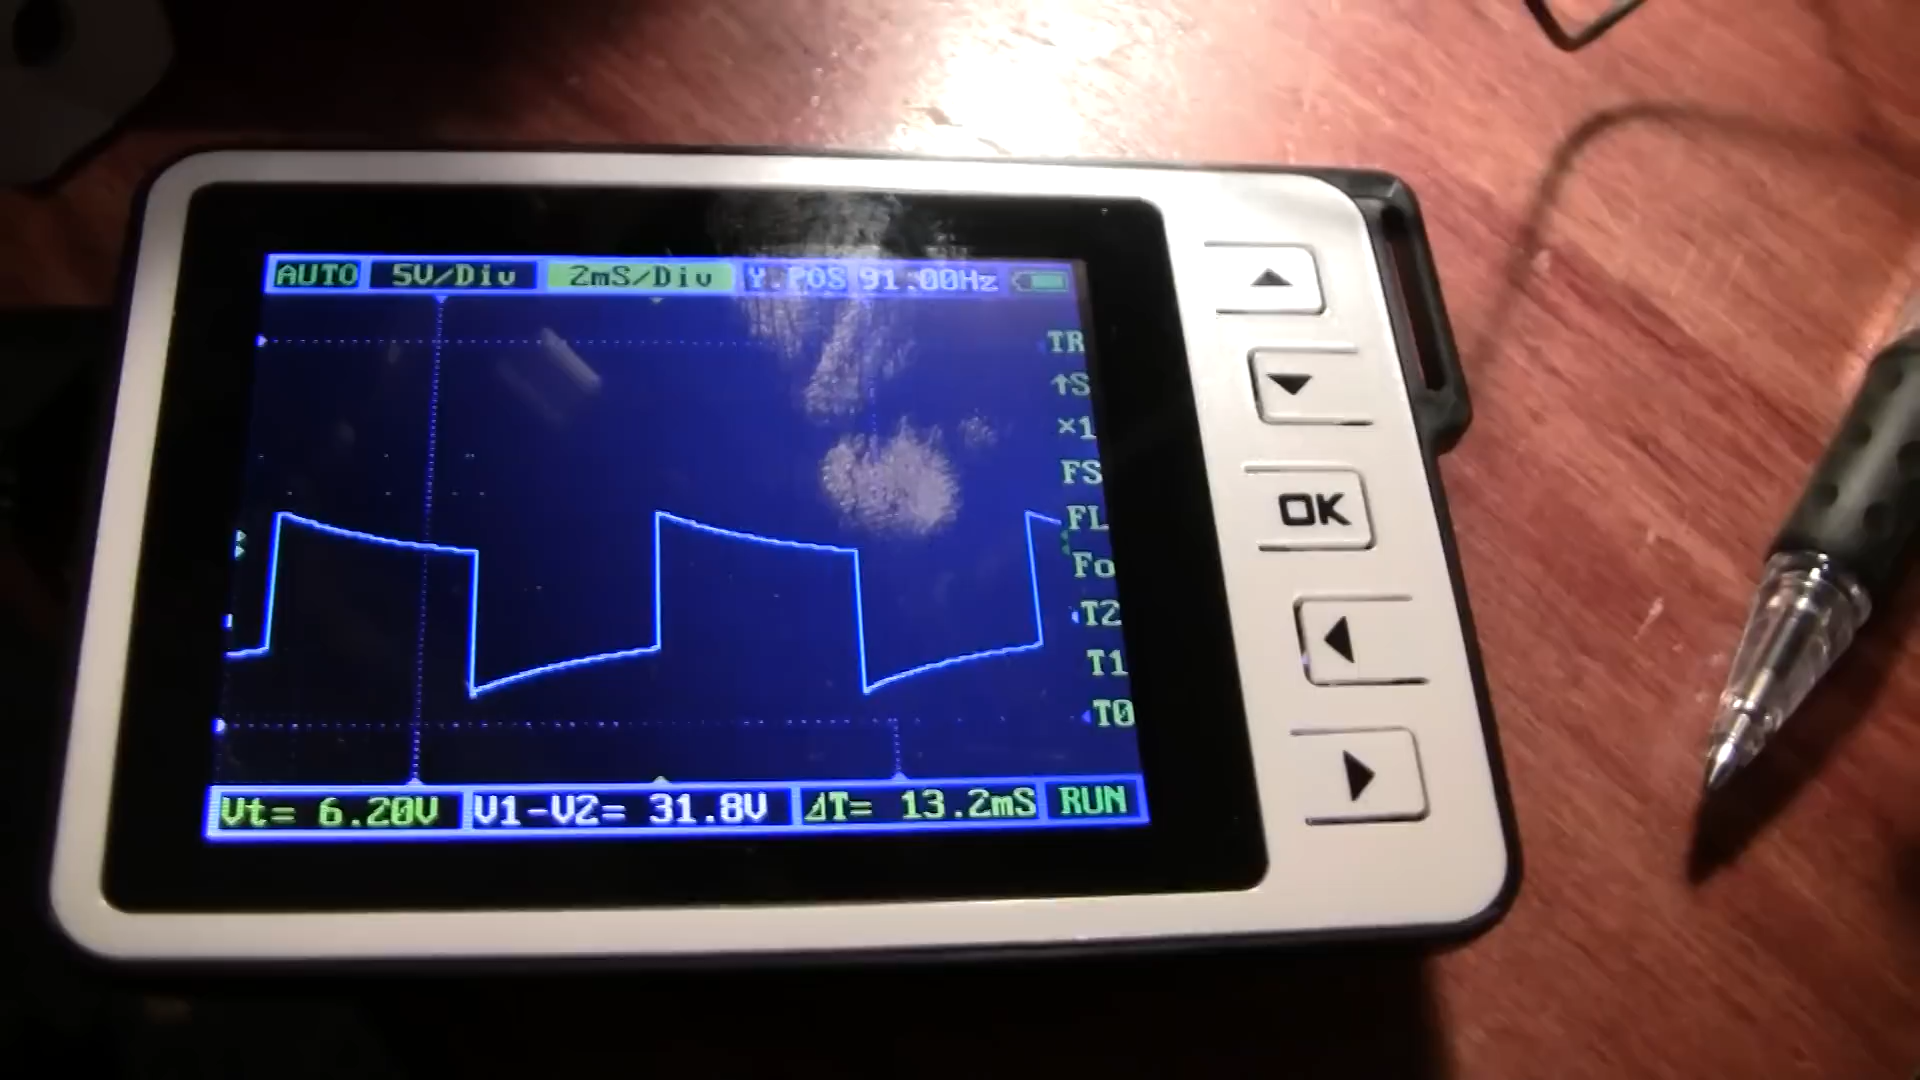 AUTO 5V/Div 2mS/Div Y.POS 91.00Hz
TR
↑S
×1
FS
FL
Fo
T2
T1
T0
OK
Vt= 6.20V V1-V2= 31.8V ΔT= 13.2mS RUN